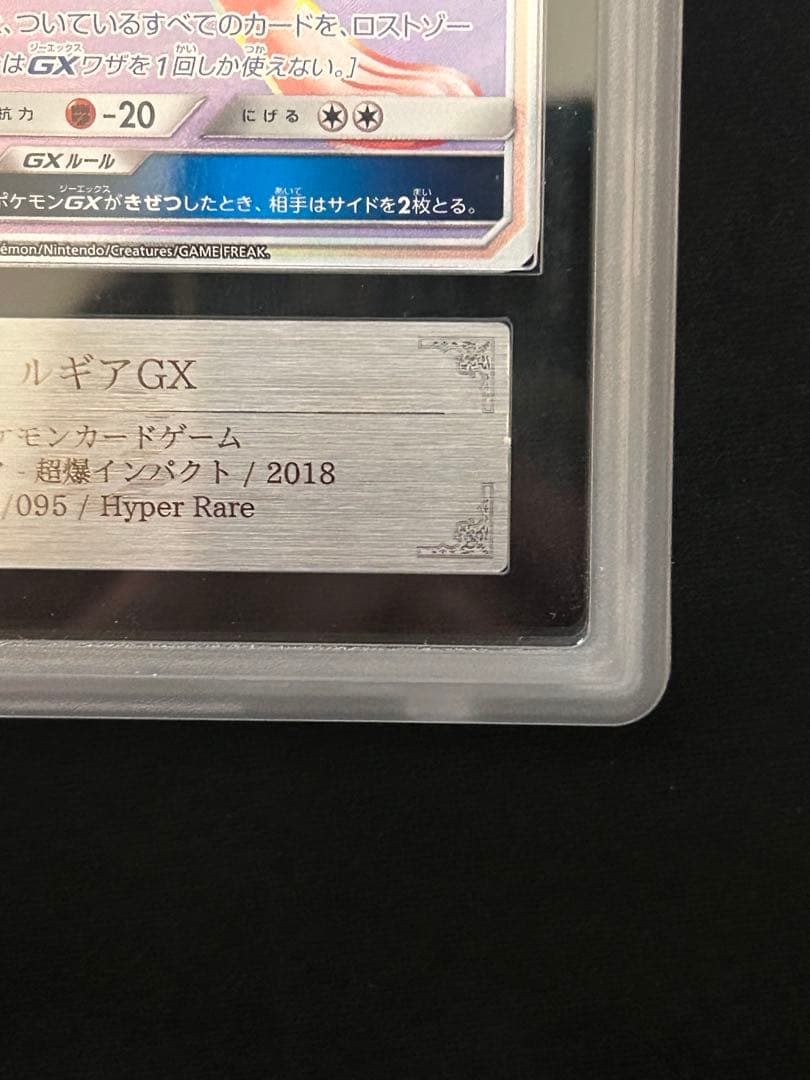 、ついているすべてのカードを、ロストゾー
はGXワザを1回しか使えない。]
抗力 -20 にげる
GXルール
ポケモンGXがきぜつしたとき、相手はサイドを2枚とる。
émon/Nintendo/Creatures/GAME FREAK.
ルギアGX
ケモンカードゲーム
- 超爆インパクト / 2018
/095 / Hyper Rare